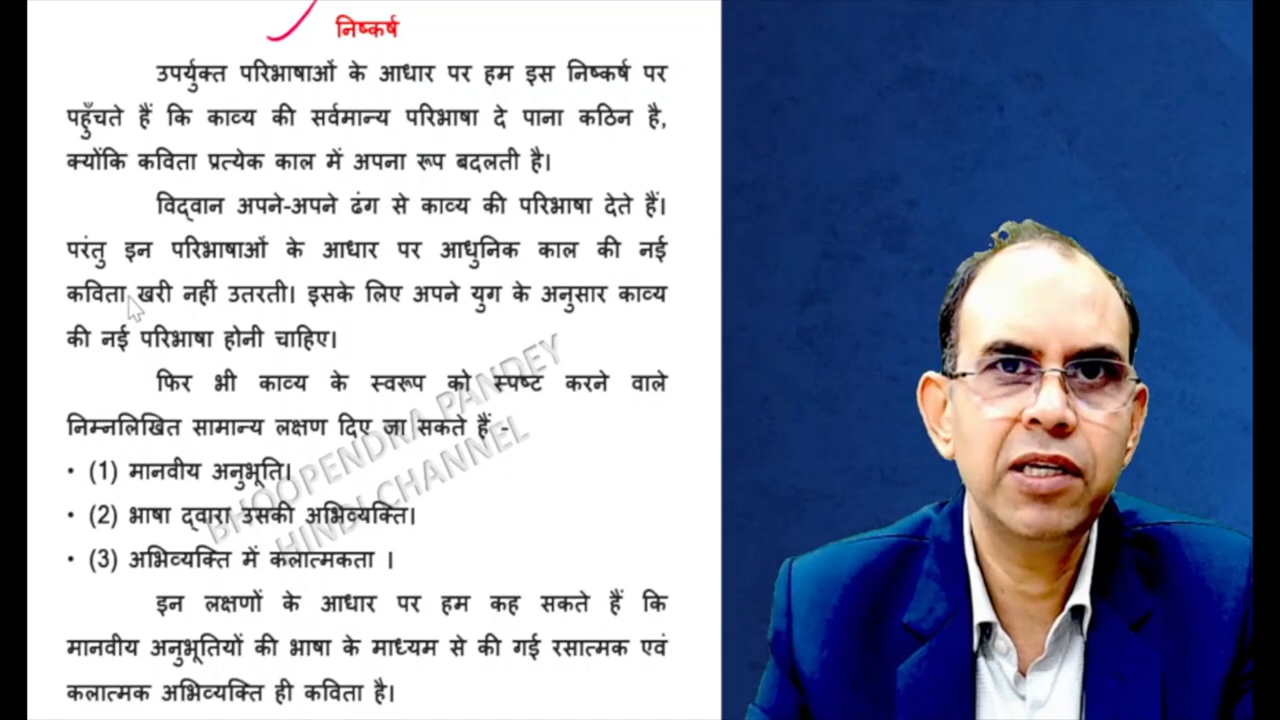 निष्कर्ष
उपर्युक्त परिभाषाओं के आधार पर हम इस निष्कर्ष पर
पहुँचते हैं कि काव्य की सर्वमान्य परिभाषा दे पाना कठिन है,
क्योंकि कविता प्रत्येक काल में अपना रूप बदलती है।
विद्वान अपने-अपने ढंग से काव्य की परिभाषा देते हैं।
परंतु इन परिभाषाओं के आधार पर आधुनिक काल की नई
कविता खरी नहीं उतरती। इसके लिए अपने युग के अनुसार काव्य
की नई परिभाषा होनी चाहिए।
फिर भी काव्य के स्वरूप को स्पष्ट करने वाले
निम्नलिखित सामान्य लक्षण दिए जा सकते हैं -
• (1) मानवीय अनुभूति।
• (2) भाषा द्वारा उसकी अभिव्यक्ति।
• (3) अभिव्यक्ति में कलात्मकता ।
इन लक्षणों के आधार पर हम कह सकते हैं कि
मानवीय अनुभूतियों की भाषा के माध्यम से की गई रसात्मक एवं
कलात्मक अभिव्यक्ति ही कविता है।
BHOOPENDRA PANDEY
HINDI CHANNEL